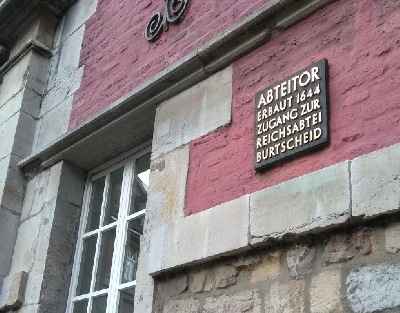 ABTEITOR
ERBAUT 1644
ZUGANG ZUR
REICHSABTEI
BURTSCHEID